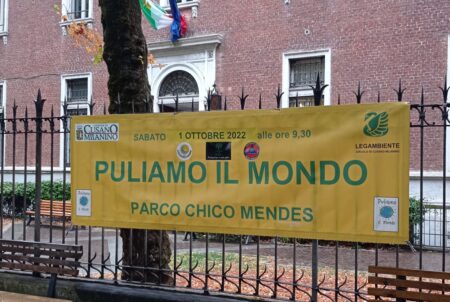 CUSANO
MILANINO
SABATO 1 OTTOBRE 2022 alle ore 9,30
LEGAMBIENTE
PULIAMO IL MONDO
PARCO CHICO MENDES